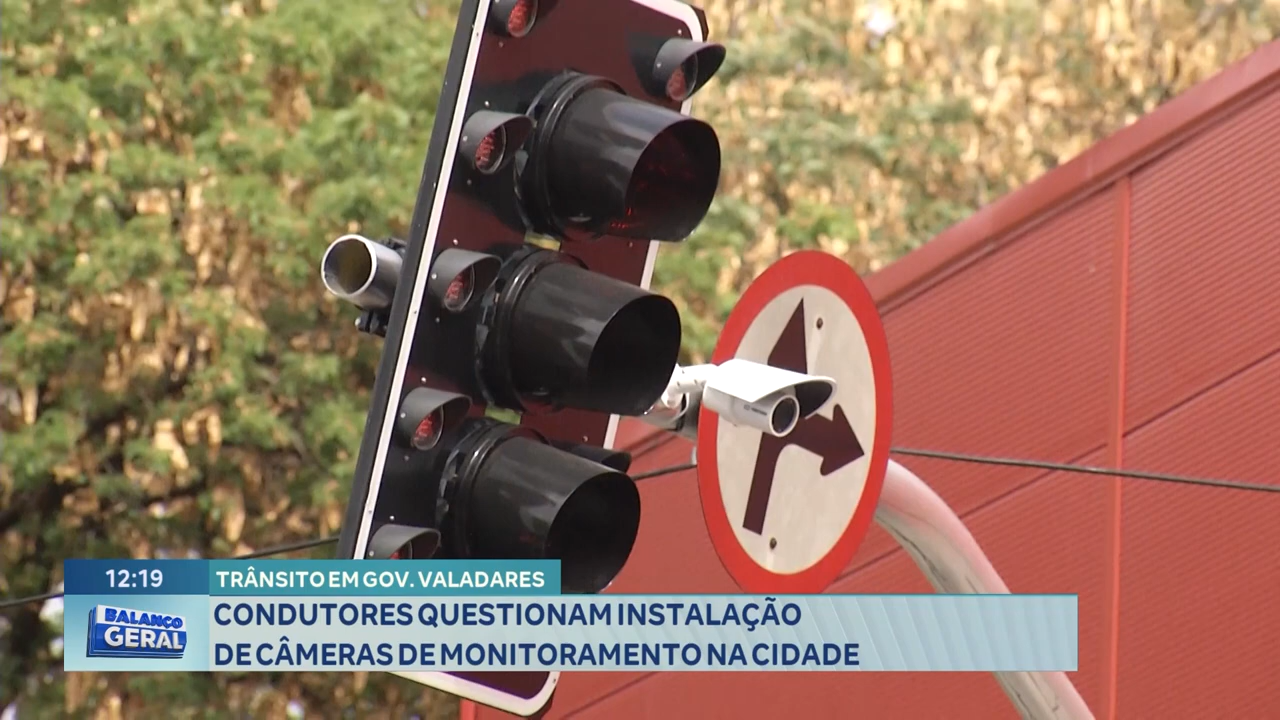 12:19
TRÂNSITO EM GOV. VALADARES
BALANÇO
GERAL
CONDUTORES QUESTIONAM INSTALAÇÃO
DE CÂMERAS DE MONITORAMENTO NA CIDADE